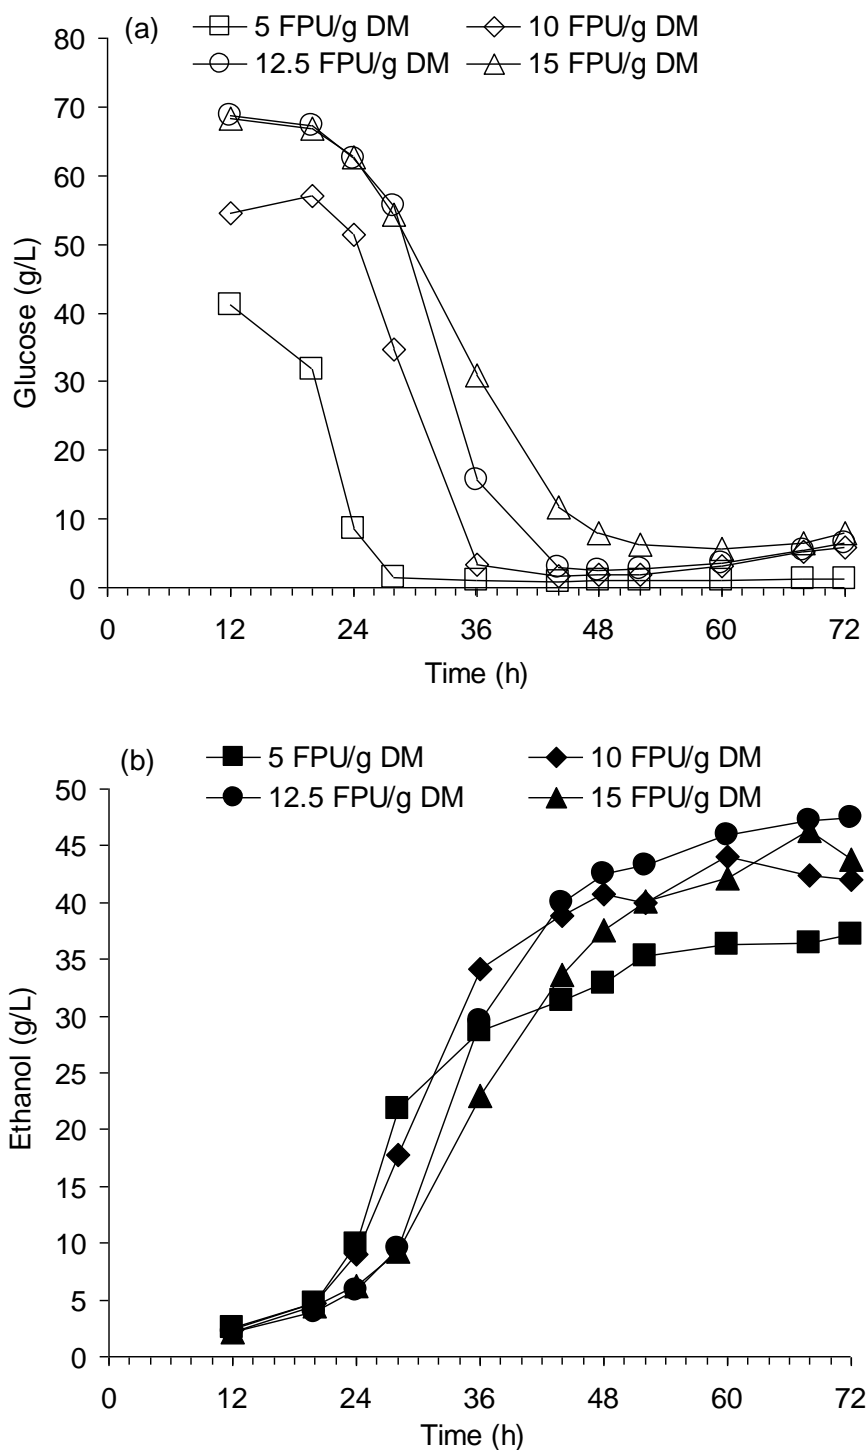 (a) 5 FPU/g DM 10 FPU/g DM
12.5 FPU/g DM 15 FPU/g DM
80
70
60
50
40
30
20
10
0
Glucose (g/L)
0 12 24 36 48 60 72
Time (h)
(b) 5 FPU/g DM 10 FPU/g DM
12.5 FPU/g DM 15 FPU/g DM
50
45
40
35
30
25
20
15
10
5
0
Ethanol (g/L)
0 12 24 36 48 60 72
Time (h)